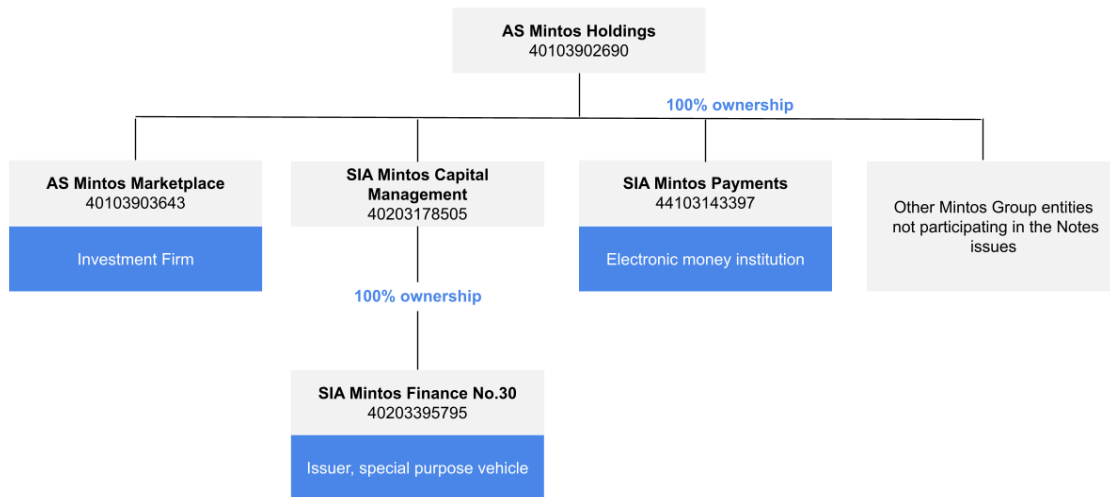 AS Mintos Holdings
40103902690
100% ownership
AS Mintos Marketplace
40103903643
Investment Firm
SIA Mintos Capital
Management
40203178505
SIA Mintos Payments
44103143397
Electronic money institution
Other Mintos Group entities
not participating in the Notes
issues
100% ownership
SIA Mintos Finance No.30
40203395795
Issuer, special purpose vehicle